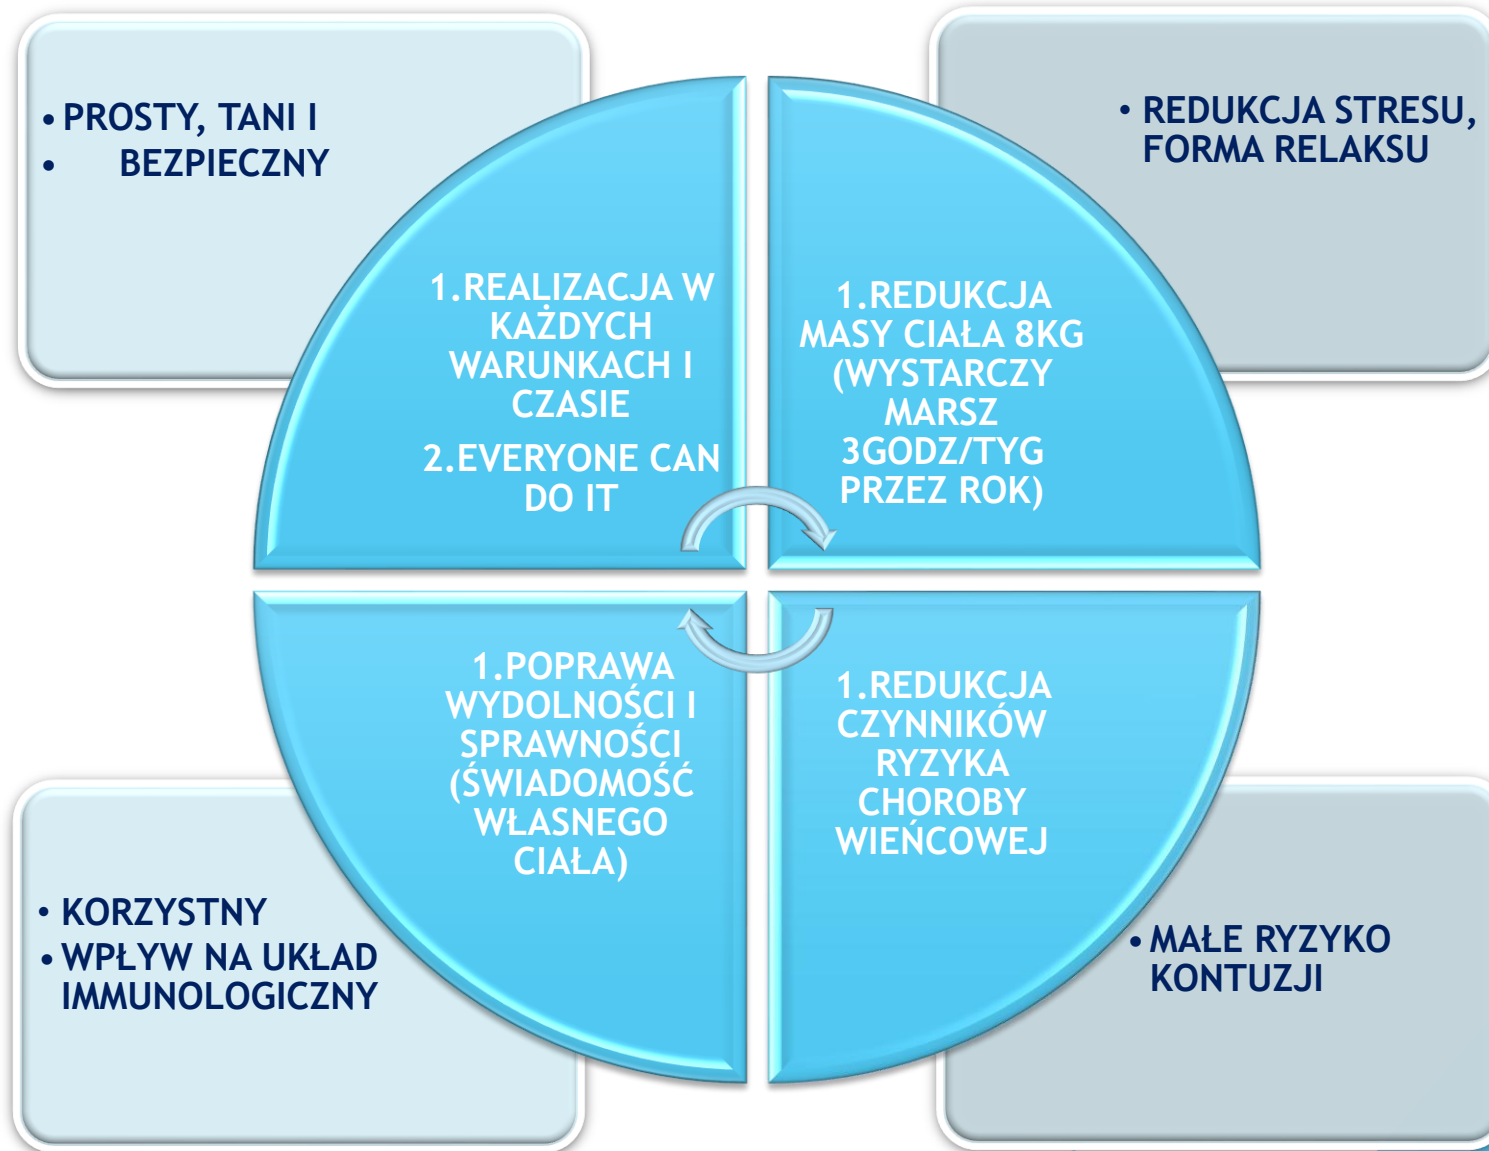 • PROSTY, TANI I
• BEZPIECZNY
• REDUKCJA STRESU,
FORMA RELAKSU
1.REALIZACJA W
KAŻDYCH
WARUNKACH I
CZASIE
2.EVERYONE CAN
DO IT
1.REDUKCJA
MASY CIAŁA 8KG
(WYSTARCZY
MARSZ
3GODZ/TYG
PRZEZ ROK)
1.POPRAWA
WYDOLNOŚCI I
SPRAWNOŚCI
(ŚWIADOMOŚĆ
WŁASNEGO
CIAŁA)
1.REDUKCJA
CZYNNIKÓW
RYZYKA
CHOROBY
WIEŃCOWEJ
• KORZYSTNY
• WPŁYW NA UKŁAD
IMMUNOLOGICZNY
• MAŁE RYZYKO
KONTUZJI